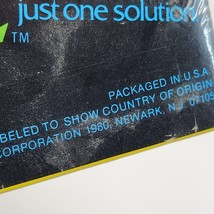 just one solution
TM
PACKAGED IN U.S.A.
BELED TO SHOW COUNTRY OF ORIGIN
CORPORATION 1980, NEWARK, N.J. 07105